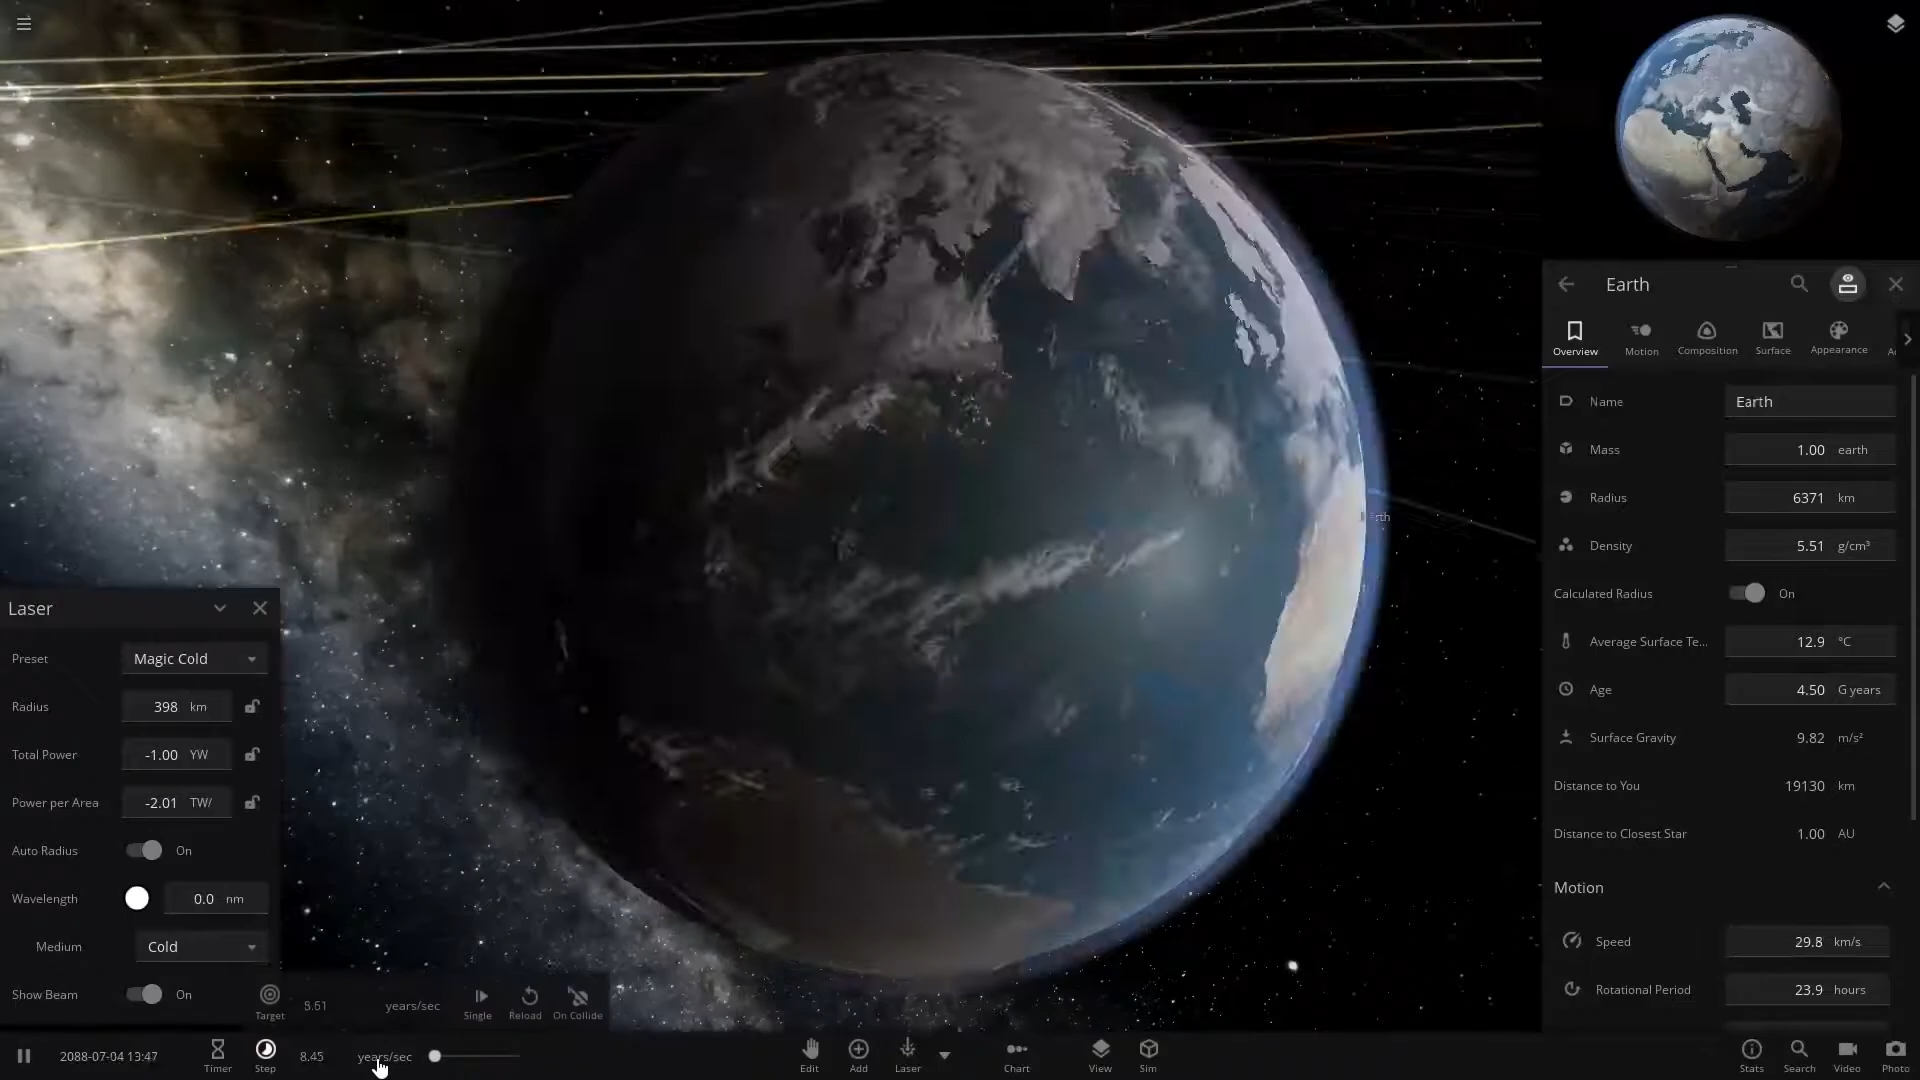 Earth
Overview
Motion
Composition
Surface
Appearance
Name
Earth
Mass
1.00 earth
Radius
6371 km
Density
5.51 g/cm³
Calculated Radius
On
Average Surface Te...
12.9 °C
Age
4.50 G years
Surface Gravity
9.82 m/s²
Distance to You
19130 km
Distance to Closest Star
1.00 AU
Motion
Speed
29.8 km/s
Rotational Period
23.9 hours
Laser
Preset
Magic Cold
Radius
398 km
Total Power
-1.00 YW
Power per Area
-2.01 TW/
Auto Radius
On
Wavelength
0.0 nm
Medium
Cold
Show Beam
On
Target
years/sec
Single
Reload
On Collide
2088-07-04 13:47
Timer
Step
8.45
years/sec
Edit
Add
Laser
Chart
View
Sim
Stats
Search
Video
Photo